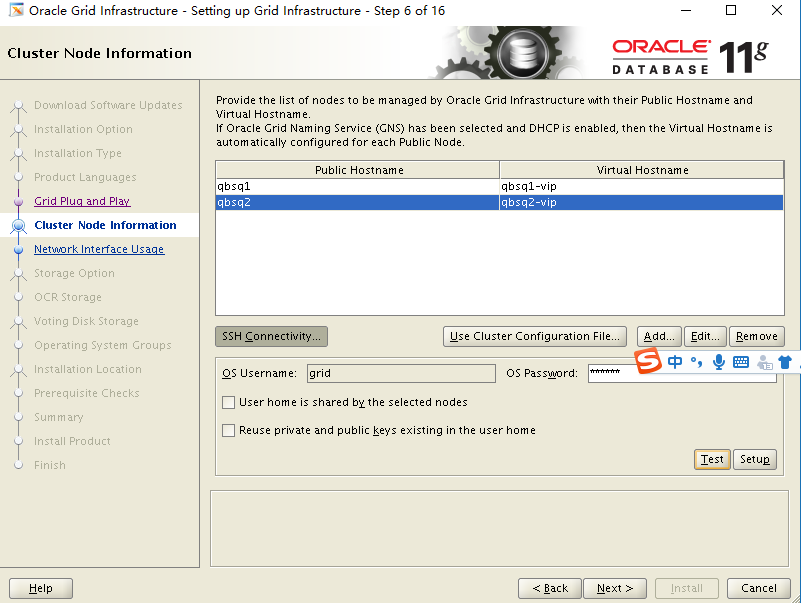 Oracle Grid Infrastructure - Setting up Grid Infrastructure - Step 6 of 16
Cluster Node Information
ORACLE®
DATABASE
11g
Download Software Updates
Installation Option
Installation Type
Product Languages
Grid Plug and Play
Cluster Node Information
Network Interface Usage
Storage Option
OCR Storage
Voting Disk Storage
Operating System Groups
Installation Location
Prerequisite Checks
Summary
Install Product
Finish
Provide the list of nodes to be managed by Oracle Grid Infrastructure with their Public Hostname and
Virtual Hostname.
If Oracle Grid Naming Service (GNS) has been selected and DHCP is enabled, then the Virtual Hostname is
automatically configured for each Public Node.
Public Hostname Virtual Hostname
qbsq1 qbsq1-vip
qbsq2 qbsq2-vip
SSH Connectivity... Use Cluster Configuration File... Add... Edit... Remove
S 中
OS Username: grid OS Password: ******
User home is shared by the selected nodes
Reuse private and public keys existing in the user home
Test Setup
Help < Back Next > Install Cancel